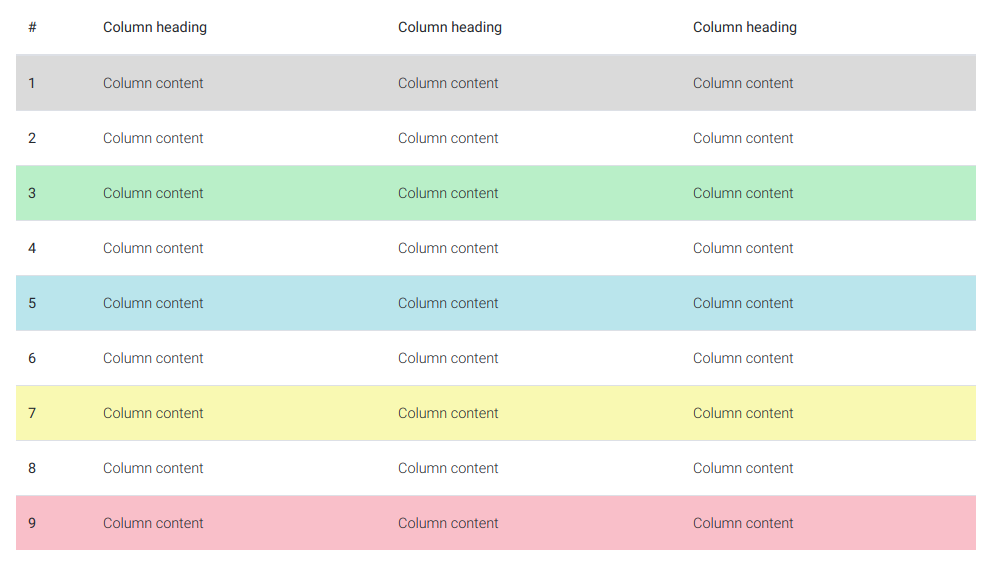 # Column heading Column heading Column heading
1 Column content Column content Column content
2 Column content Column content Column content
3 Column content Column content Column content
4 Column content Column content Column content
5 Column content Column content Column content
6 Column content Column content Column content
7 Column content Column content Column content
8 Column content Column content Column content
9 Column content Column content Column content